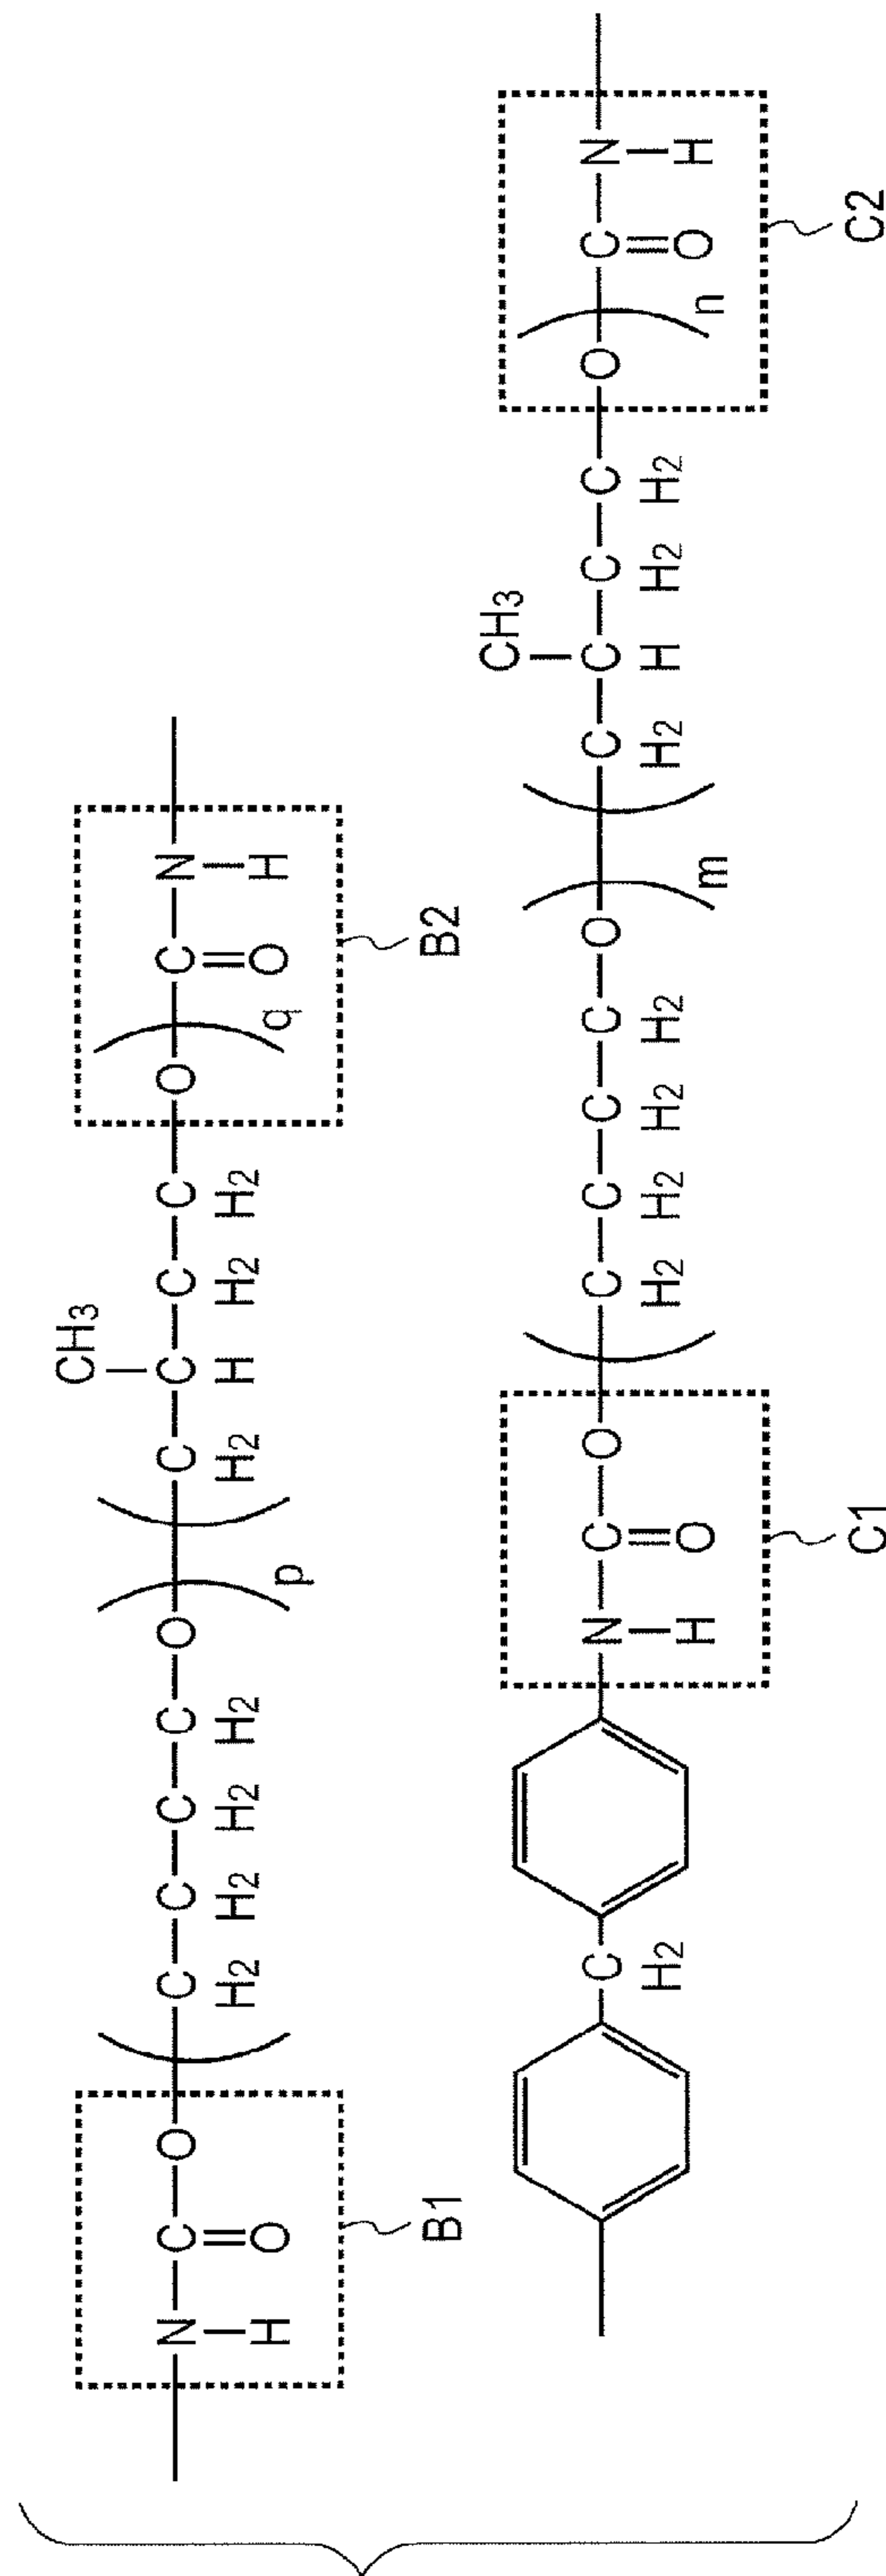 CH3
N—C—O—( C—C—C—C—O )p ( C—C—C—C—O )q C—N
H O H2 H2 H2 H2 H2 H H2 H2 O H
B1 B2
CH3
C—N—C—O—( C—C—C—C—O )m ( C—C—C—C—O )n C—N
H2 H O H2 H2 H2 H2 H2 H H2 H2 O H
C1 C2